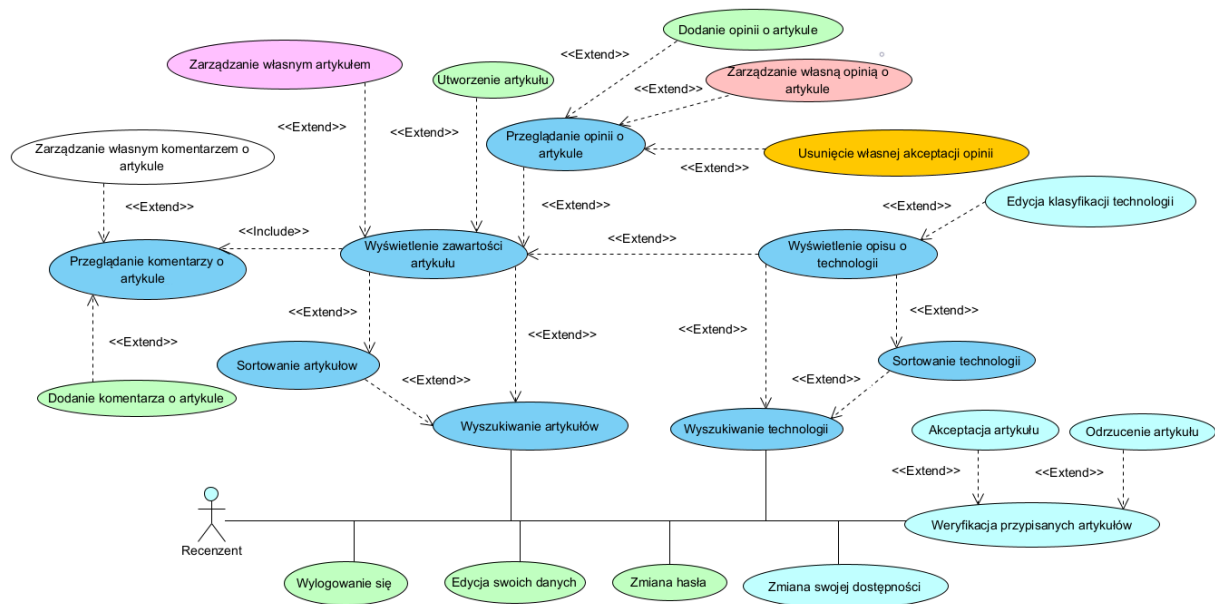 Dodanie opinii o artykule
<<Extend>>
Zarządzanie własnym artykułem
Utworzenie artykułu
Zarządzanie własną opinią o
artykule
<<Extend>>
<<Extend>>
<<Extend>>
Przeglądanie opinii o
artykule
Zarządzanie własnym komentarzem o
artykule
Usunięcie własnej akceptacji opinii
<<Extend>>
<<Extend>>
<<Extend>>
Edycja klasyfikacji technologii
<<Extend>>
<<Include>>
Wyświetlenie zawartości
artykułu
<<Extend>>
Wyświetlenie opisu o
technologii
Przeglądanie komentarzy o
artykule
<<Extend>>
<<Extend>>
<<Extend>>
<<Extend>>
<<Extend>>
Sortowanie artykułow
Sortowanie technologii
<<Extend>>
<<Extend>>
Dodanie komentarza o artykule
Wyszukiwanie artykułów
Wyszukiwanie technologii
Akceptacja artykułu
Odrzucenie artykułu
<<Extend>>
<<Extend>>
Weryfikacja przypisanych artykułów
Recenzent
Wylogowanie się
Edycja swoich danych
Zmiana hasła
Zmiana swojej dostępności